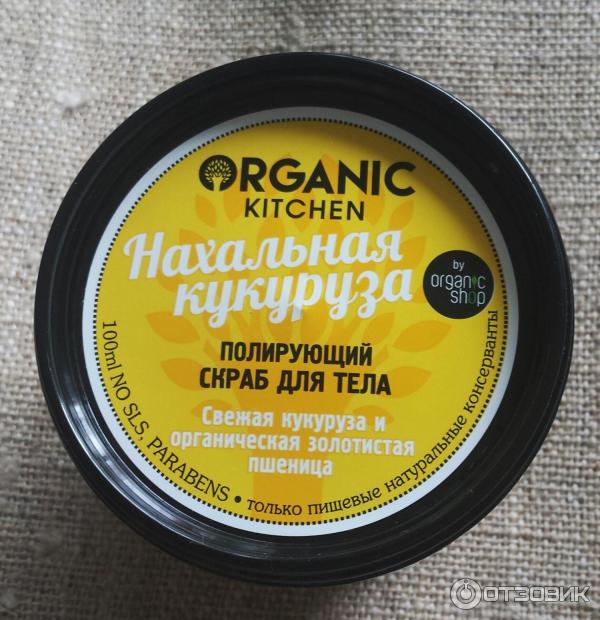 ORGANIC
KITCHEN
Нахальная
кукуруза
by
organic
shop
ПОЛИРУЮЩИЙ
СКРАБ ДЛЯ ТЕЛА
Свежая кукуруза и
органическая золотистая
пшеница
100ml NO SLS, PARABENS • только пищевые натуральные консерванты
ОТЗОВИК